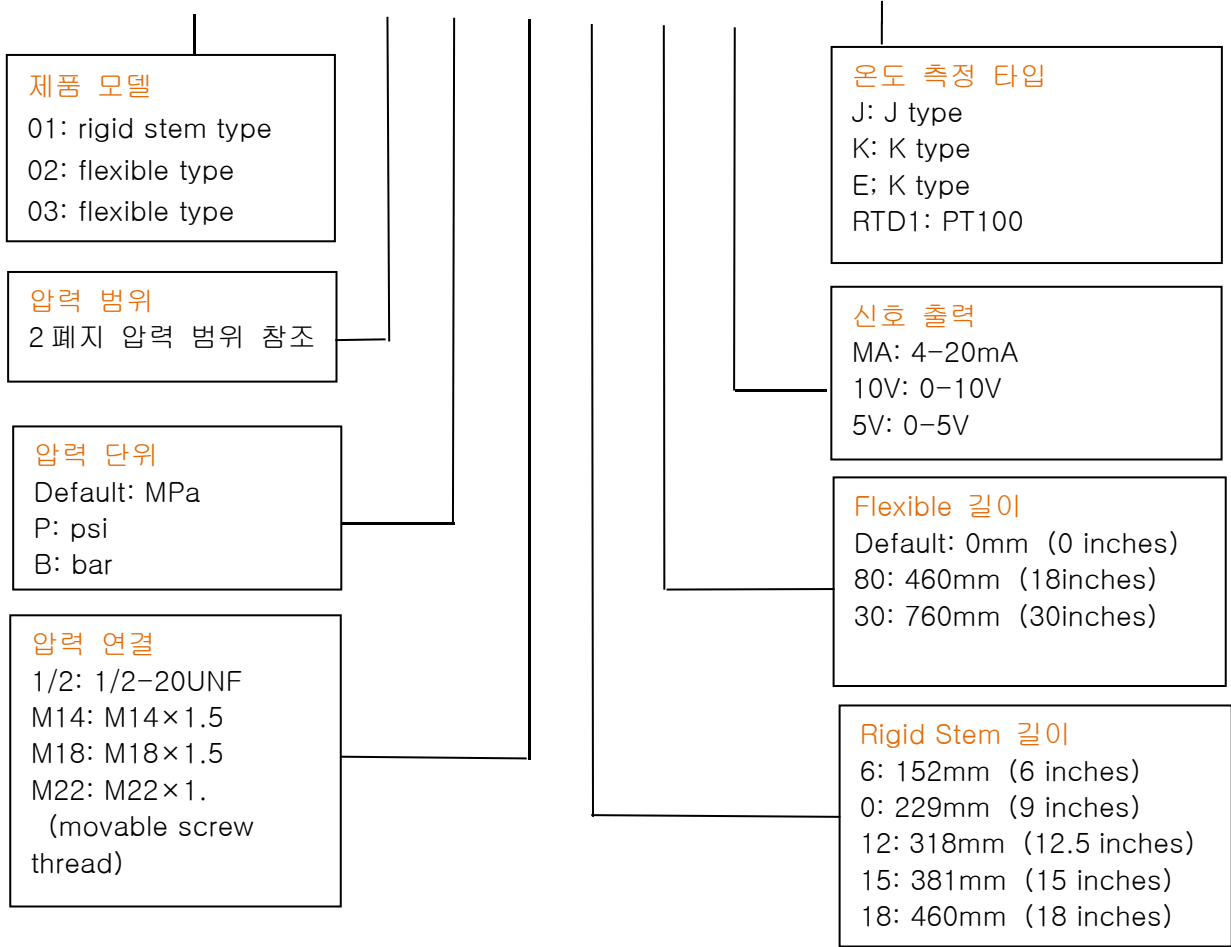 제품 모델
01: rigid stem type
02: flexible type
03: flexible type
압력 범위
2페지 압력 범위 참조
압력 단위
Default: MPa
P: psi
B: bar
압력 연결
1/2: 1/2-20UNF
M14: M14×1.5
M18: M18×1.5
M22: M22×1.
(movable screw
thread)
온도 측정 타입
J: J type
K: K type
E; K type
RTD1: PT100
신호 출력
MA: 4-20mA
10V: 0-10V
5V: 0-5V
Flexible 길이
Default: 0mm (0 inches)
80: 460mm (18inches)
30: 760mm (30inches)
Rigid Stem 길이
6: 152mm (6 inches)
0: 229mm (9 inches)
12: 318mm (12.5 inches)
15: 381mm (15 inches)
18: 460mm (18 inches)